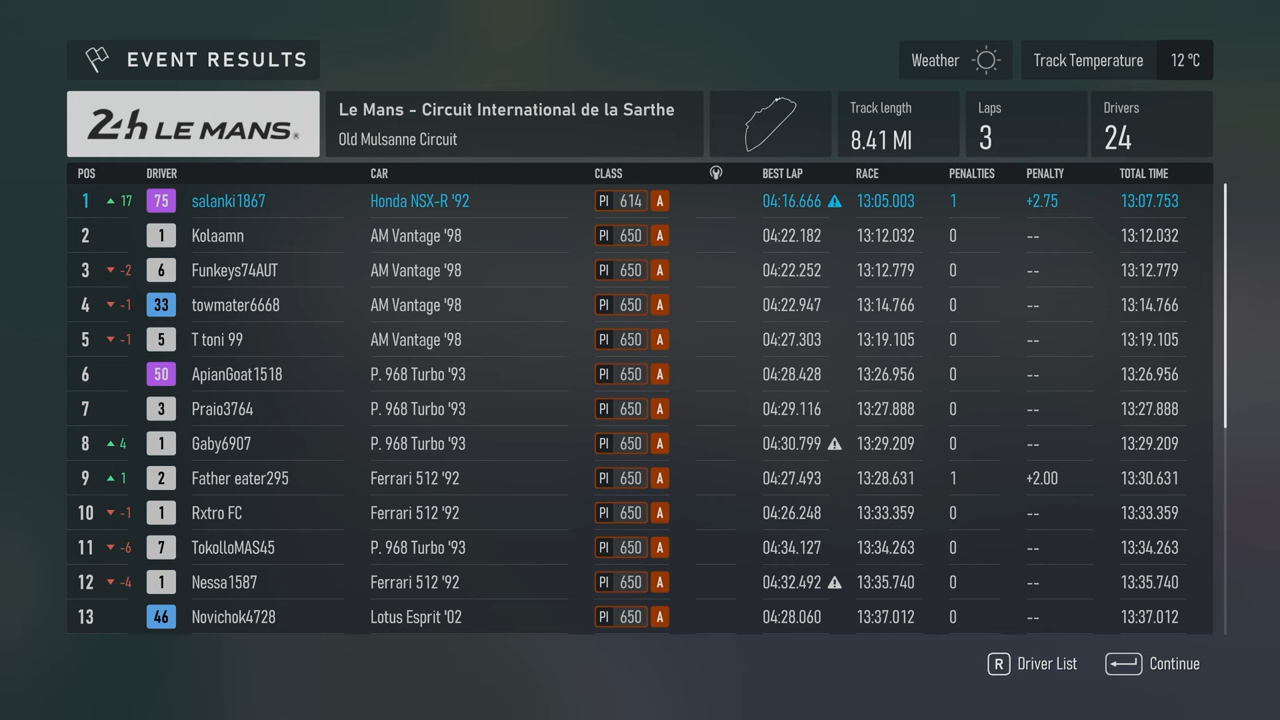 EVENT RESULTS
Weather
Track Temperature 12 ºC
24h LE MANS®
Le Mans - Circuit International de la Sarthe
Old Mulsanne Circuit
Track length
8.41 MI
Laps
3
Drivers
24
POS DRIVER CAR CLASS BEST LAP RACE PENALTIES PENALTY TOTAL TIME
1 ▲ 17 75 salanki1867 Honda NSX-R '92 PI 614 A 04:16.666 13:05.003 1 +2.75 13:07.753
2 1 Kolaamn AM Vantage '98 PI 650 A 04:22.182 13:12.032 0 -- 13:12.032
3 ▼ -2 6 Funkeys74AUT AM Vantage '98 PI 650 A 04:22.252 13:12.779 0 -- 13:12.779
4 ▼ -1 33 towmater6668 AM Vantage '98 PI 650 A 04:22.947 13:14.766 0 -- 13:14.766
5 ▼ -1 5 T toni 99 AM Vantage '98 PI 650 A 04:27.303 13:19.105 0 -- 13:19.105
6 50 ApianGoat1518 P. 968 Turbo '93 PI 650 A 04:28.428 13:26.956 0 -- 13:26.956
7 3 Praio3764 P. 968 Turbo '93 PI 650 A 04:29.116 13:27.888 0 -- 13:27.888
8 ▲ 4 1 Gaby6907 P. 968 Turbo '93 PI 650 A 04:30.799 13:29.209 0 -- 13:29.209
9 ▲ 1 2 Father eater295 Ferrari 512 '92 PI 650 A 04:27.493 13:28.631 1 +2.00 13:30.631
10 ▼ -1 1 Rxtro FC Ferrari 512 '92 PI 650 A 04:26.248 13:33.359 0 -- 13:33.359
11 ▼ -6 7 TokolloMAS45 P. 968 Turbo '93 PI 650 A 04:34.127 13:34.263 0 -- 13:34.263
12 ▼ -4 1 Nessa1587 Ferrari 512 '92 PI 650 A 04:32.492 13:35.740 0 -- 13:35.740
13 46 Novichok4728 Lotus Esprit '02 PI 650 A 04:28.060 13:37.012 0 -- 13:37.012
R Driver List Continue